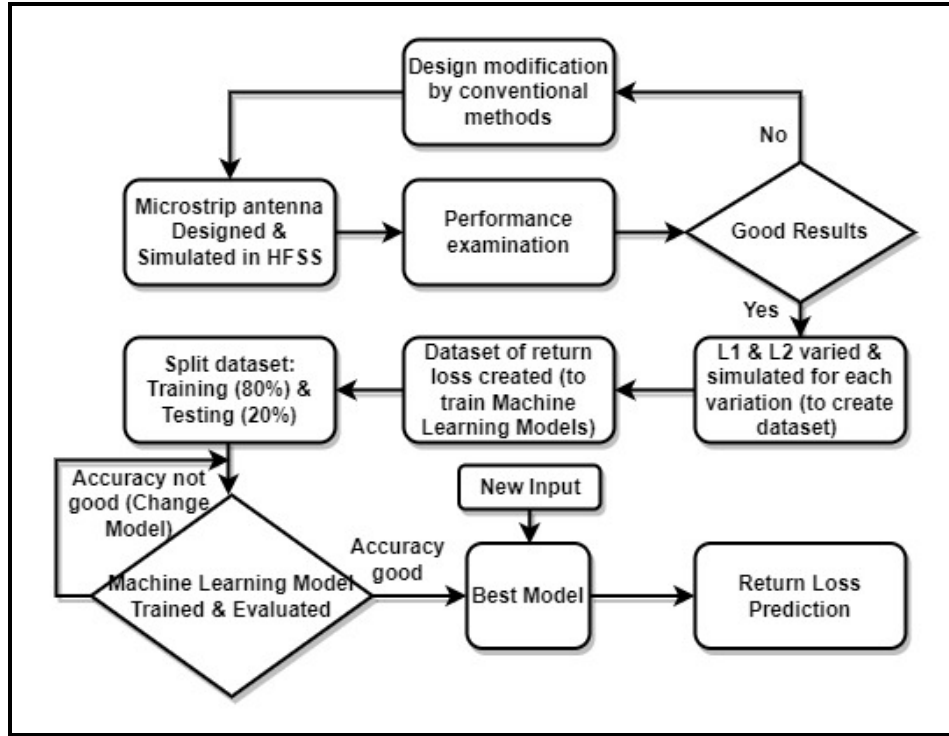 Design modification
by conventional
methods
No
Microstrip antenna
Designed &
Simulated in HFSS
Performance
examination
Good Results
Yes
Split dataset:
Training (80%) &
Testing (20%)
Dataset of return
loss created (to
train Machine
Learning Models)
L1 & L2 varied &
simulated for each
variation (to create
dataset)
Accuracy not
good (Change
Model)
New Input
Machine Learning Model
Trained & Evaluated
Accuracy
good
Best Model
Return Loss
Prediction